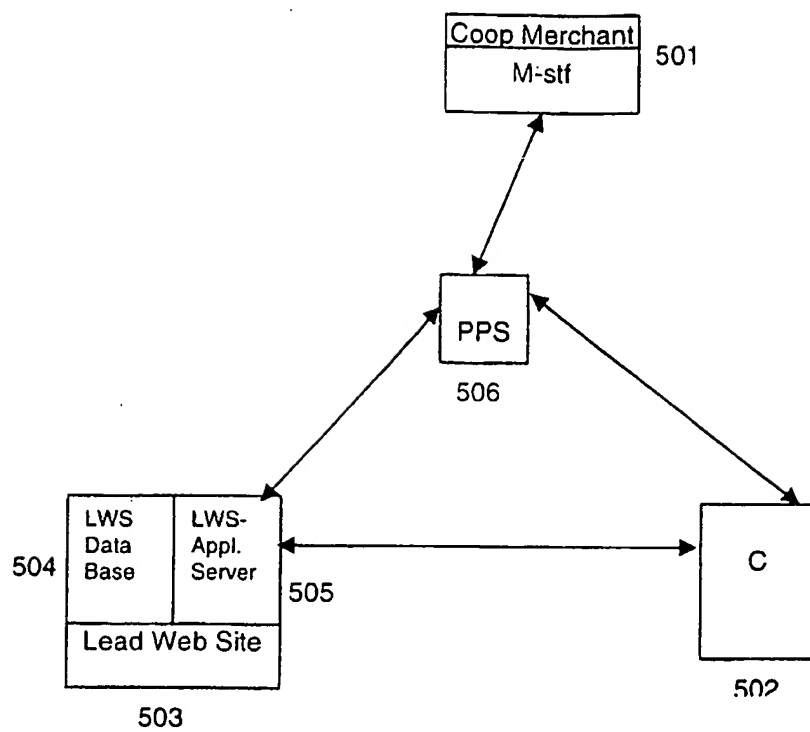 Coop Merchant
501
M-stf
PPS
506
LWS
Data
Base
LWS-
Appl.
Server
504
505
Lead Web Site
503
C
502